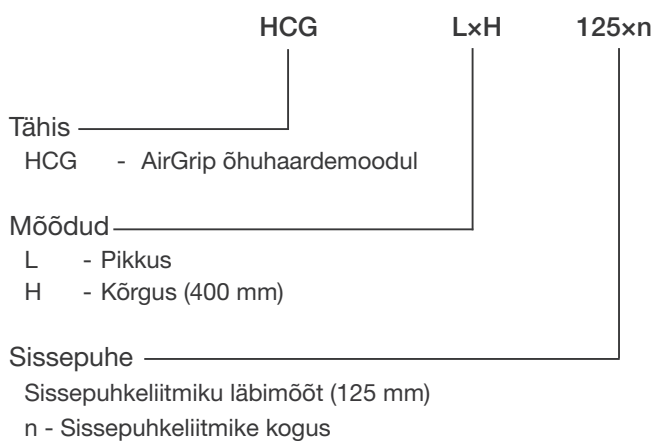 HCG L×H 125×n
Tähis
HCG - AirGrip õhuhaardemoodul
Mõõdud
L - Pikkus
H - Kõrgus (400 mm)
Sissepuhe
Sissepuhkeliitmiku läbimõõt (125 mm)
n - Sissepuhkeliitmike kogus